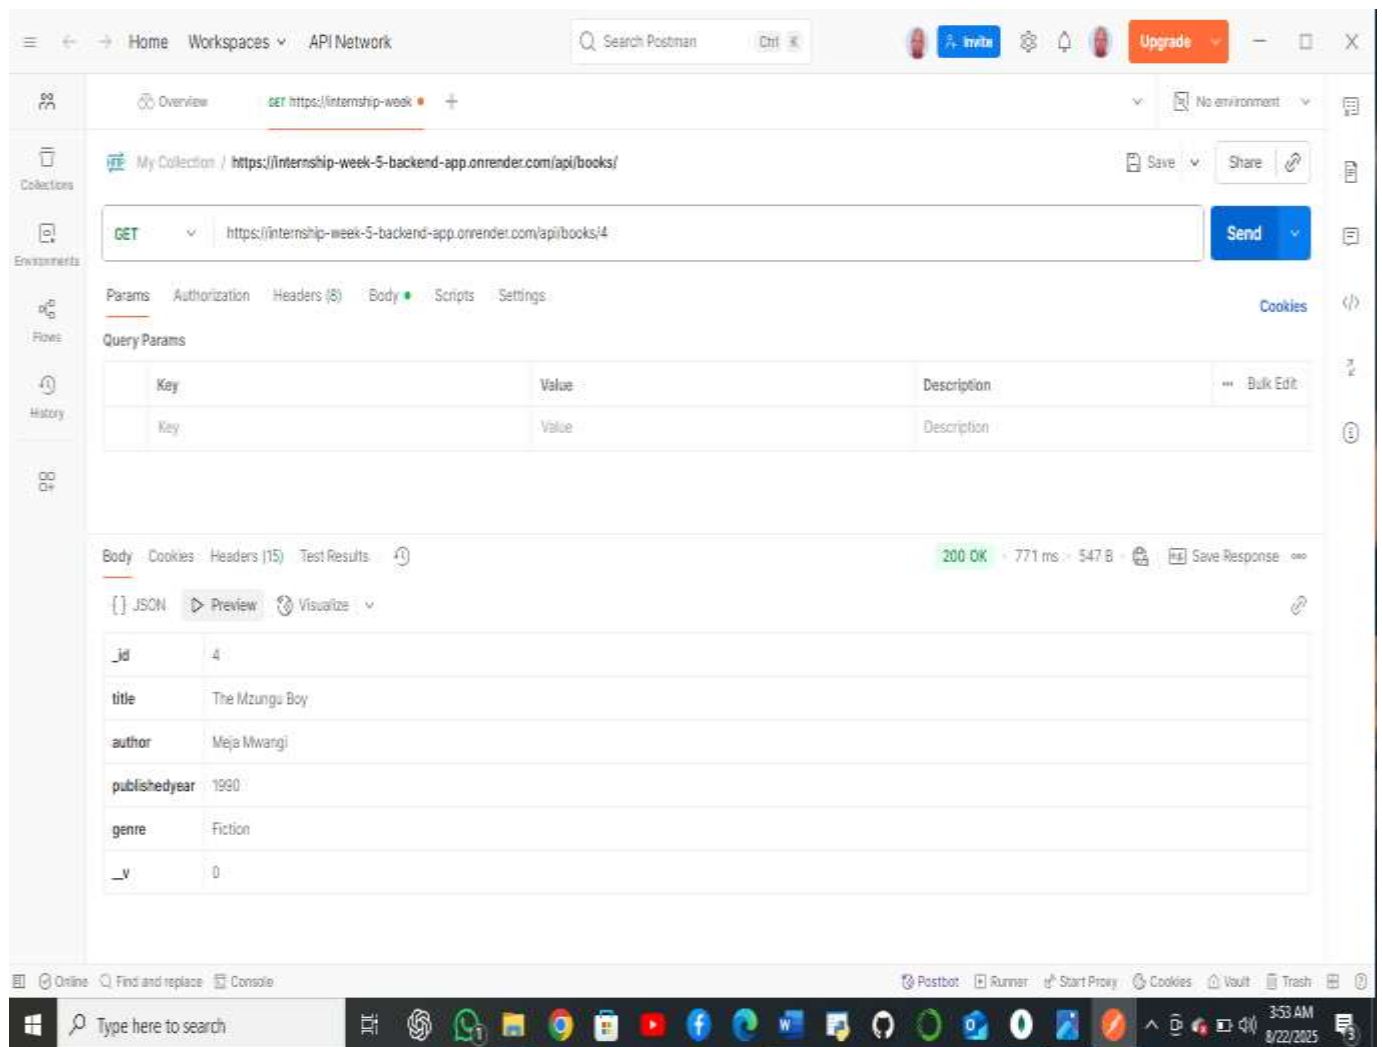 Home Workspaces API Network Search Postman Ctrl K Invite Upgrade
Overview GET https://internship-week No environment
My Collection / https://internship-week-5-backend-app.onrender.com/api/books/ Save Share
Collections
GET https://internship-week-5-backend-app.onrender.com/api/books/4 Send
Environments
Params Authorization Headers (8) Body Scripts Settings Cookies
Flows
Query Params
Key Value Description Bulk Edit
History
Key Value Description
Body Cookies Headers (15) Test Results 200 OK 771 ms 547 B Save Response
{} JSON Preview Visualize
_id 4
title The Mzungu Boy
author Meja Mwangi
publishedyear 1990
genre Fiction
__v 0
Online Find and replace Console Postbot Runner Start Proxy Cookies Vault Trash
Type here to search 3:53 AM
8/22/2025